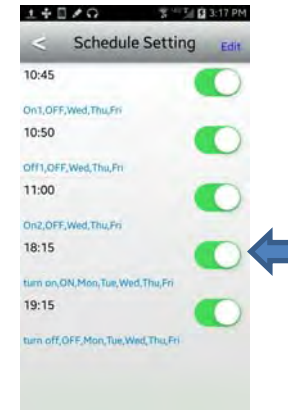 3:17 PM
< Schedule Setting Edit
10:45
On1,OFF,Wed,Thu,Fri
10:50
Off1,OFF,Wed,Thu,Fri
11:00
On2,OFF,Wed,Thu,Fri
18:15
turn on,ON,Mon,Tue,Wed,Thu,Fri
19:15
turn off,OFF,Mon,Tue,Wed,Thu,Fri